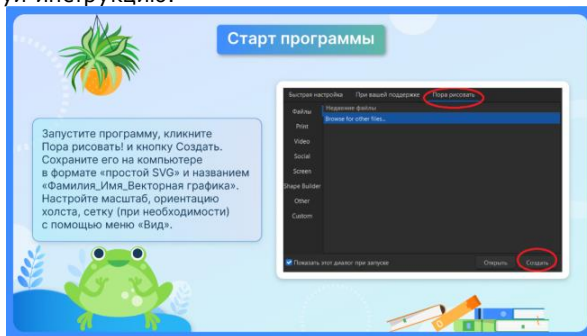 уй инструкцию.
Старт программы
Запустите программу, кликните
Пора рисовать! и кнопку Создать.
Сохраните его на компьютере
в формате «простой SVG» и названием
«Фамилия_Имя_Векторная графика».
Настройте масштаб, ориентацию
холста, сетку (при необходимости)
с помощью меню «Вид».
Быстрая настройка При вашей поддержке Пора рисовать
Файлы
Недавние файлы
Browse for other files...
Print
Video
Social
Screen
Shape Builder
Other
Custom
Показать этот диалог при запуске
Открыть Создать